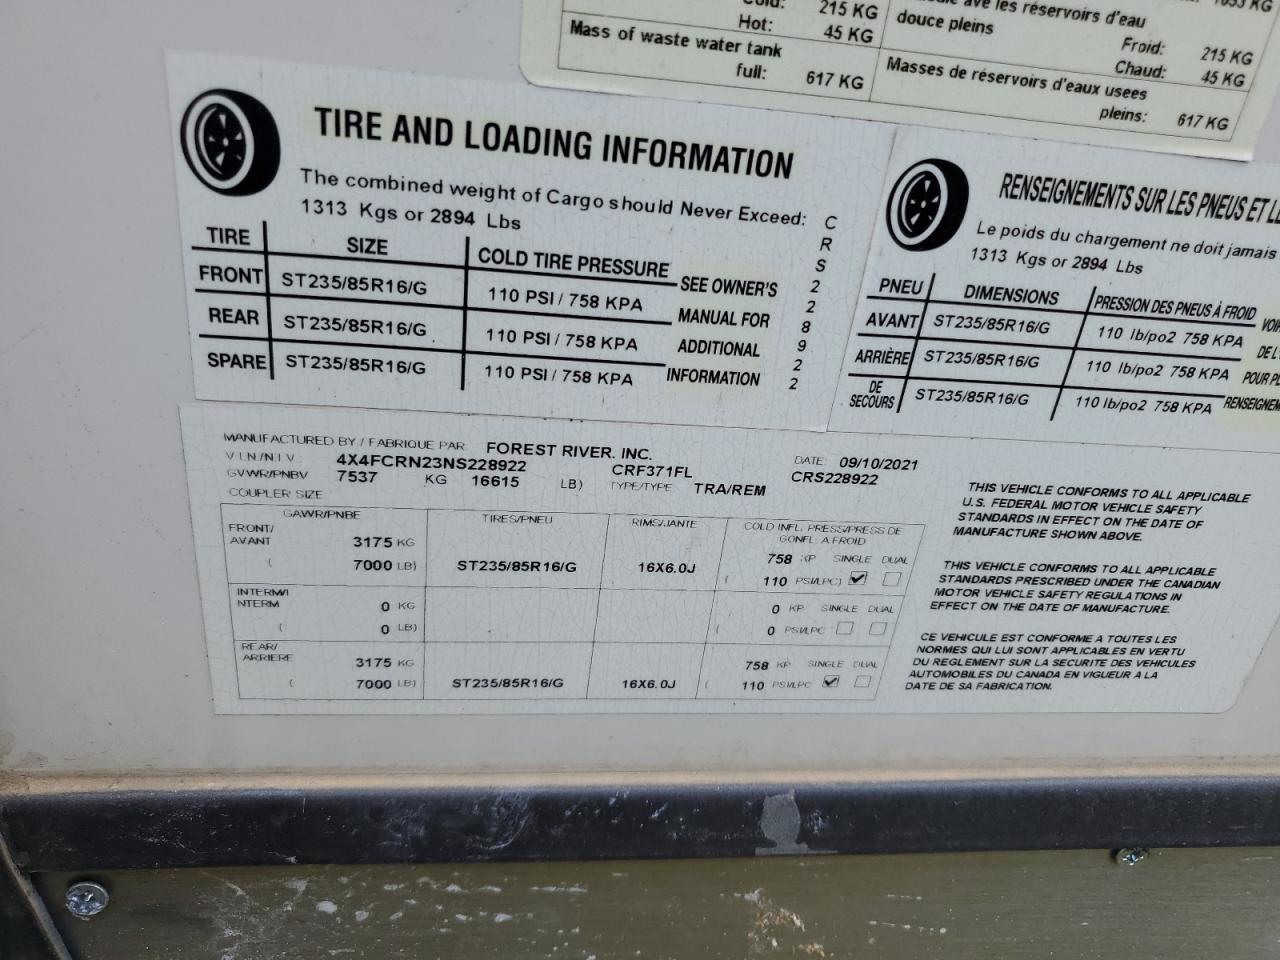 Cold: 215 KG
Hot: 45 KG
Mass of waste water tank
full: 617 KG
ave les réservoirs d'eau
douce pleins
Froid: 215 KG
Chaud: 45 KG
Masses de réservoirs d'eaux usees
pleins: 617 KG
TIRE AND LOADING INFORMATION
The combined weight of Cargo should Never Exceed:
1313 Kgs or 2894 Lbs
TIRE SIZE COLD TIRE PRESSURE
FRONT ST235/85R16/G 110 PSI / 758 KPA
REAR ST235/85R16/G 110 PSI / 758 KPA
SPARE ST235/85R16/G 110 PSI / 758 KPA
SEE OWNER'S
MANUAL FOR
ADDITIONAL
INFORMATION
C
R
S
2
2
8
9
2
2
RENSEIGNEMENTS SUR LES PNEUS ET
Le poids du chargement ne doit jamais
1313 Kgs or 2894 Lbs
PNEU DIMENSIONS PRESSION DES PNEUS À FROID
AVANT ST235/85R16/G 110 lb/po2 758 KPA
ARRIÈRE ST235/85R16/G 110 lb/po2 758 KPA
DE
SECOURS ST235/85R16/G 110 lb/po2 758 KPA
POUR
MANUFACTURED BY / FABRIQUE PAR: FOREST RIVER, INC. DATE: 09/10/2021
V.I.N./N.I.V.: 4X4FCRN23NS228922 CRF371FL CRS228922
GVWR/PNBV 7537 KG 16615 LB) TYPE/TYPE: TRA/REM
COUPLER SIZE
GAWR/PNBE TIRES/PNEU RIMS/JANTE COLD INFL. PRESS/PRESS DE
GONFL. A FROID
FRONT/
AVANT 3175 KG 758 KP SINGLE DUAL
( 7000 LB) ST235/85R16/G 16X6.0J ( 110 PSI/LPC)
INTERM/
INTERM 0 KG 0 KP SINGLE DUAL
( 0 LB) ( 0 PSI/LPC
REAR/
ARRIERE 3175 KG 758 KP SINGLE DUAL
( 7000 LB) ST235/85R16/G 16X6.0J ( 110 PSI/LPC
THIS VEHICLE CONFORMS TO ALL APPLICABLE
U.S. FEDERAL MOTOR VEHICLE SAFETY
STANDARDS IN EFFECT ON THE DATE OF
MANUFACTURE SHOWN ABOVE.
THIS VEHICLE CONFORMS TO ALL APPLICABLE
STANDARDS PRESCRIBED UNDER THE CANADIAN
MOTOR VEHICLE SAFETY REGULATIONS IN
EFFECT ON THE DATE OF MANUFACTURE.
CE VEHICULE EST CONFORME A TOUTES LES
NORMES QUI LUI SONT APPLICABLES EN VERTU
DU REGLEMENT SUR LA SECURITE DES VEHICULES
AUTOMOBILES DU CANADA EN VIGUEUR A LA
DATE DE SA FABRICATION.